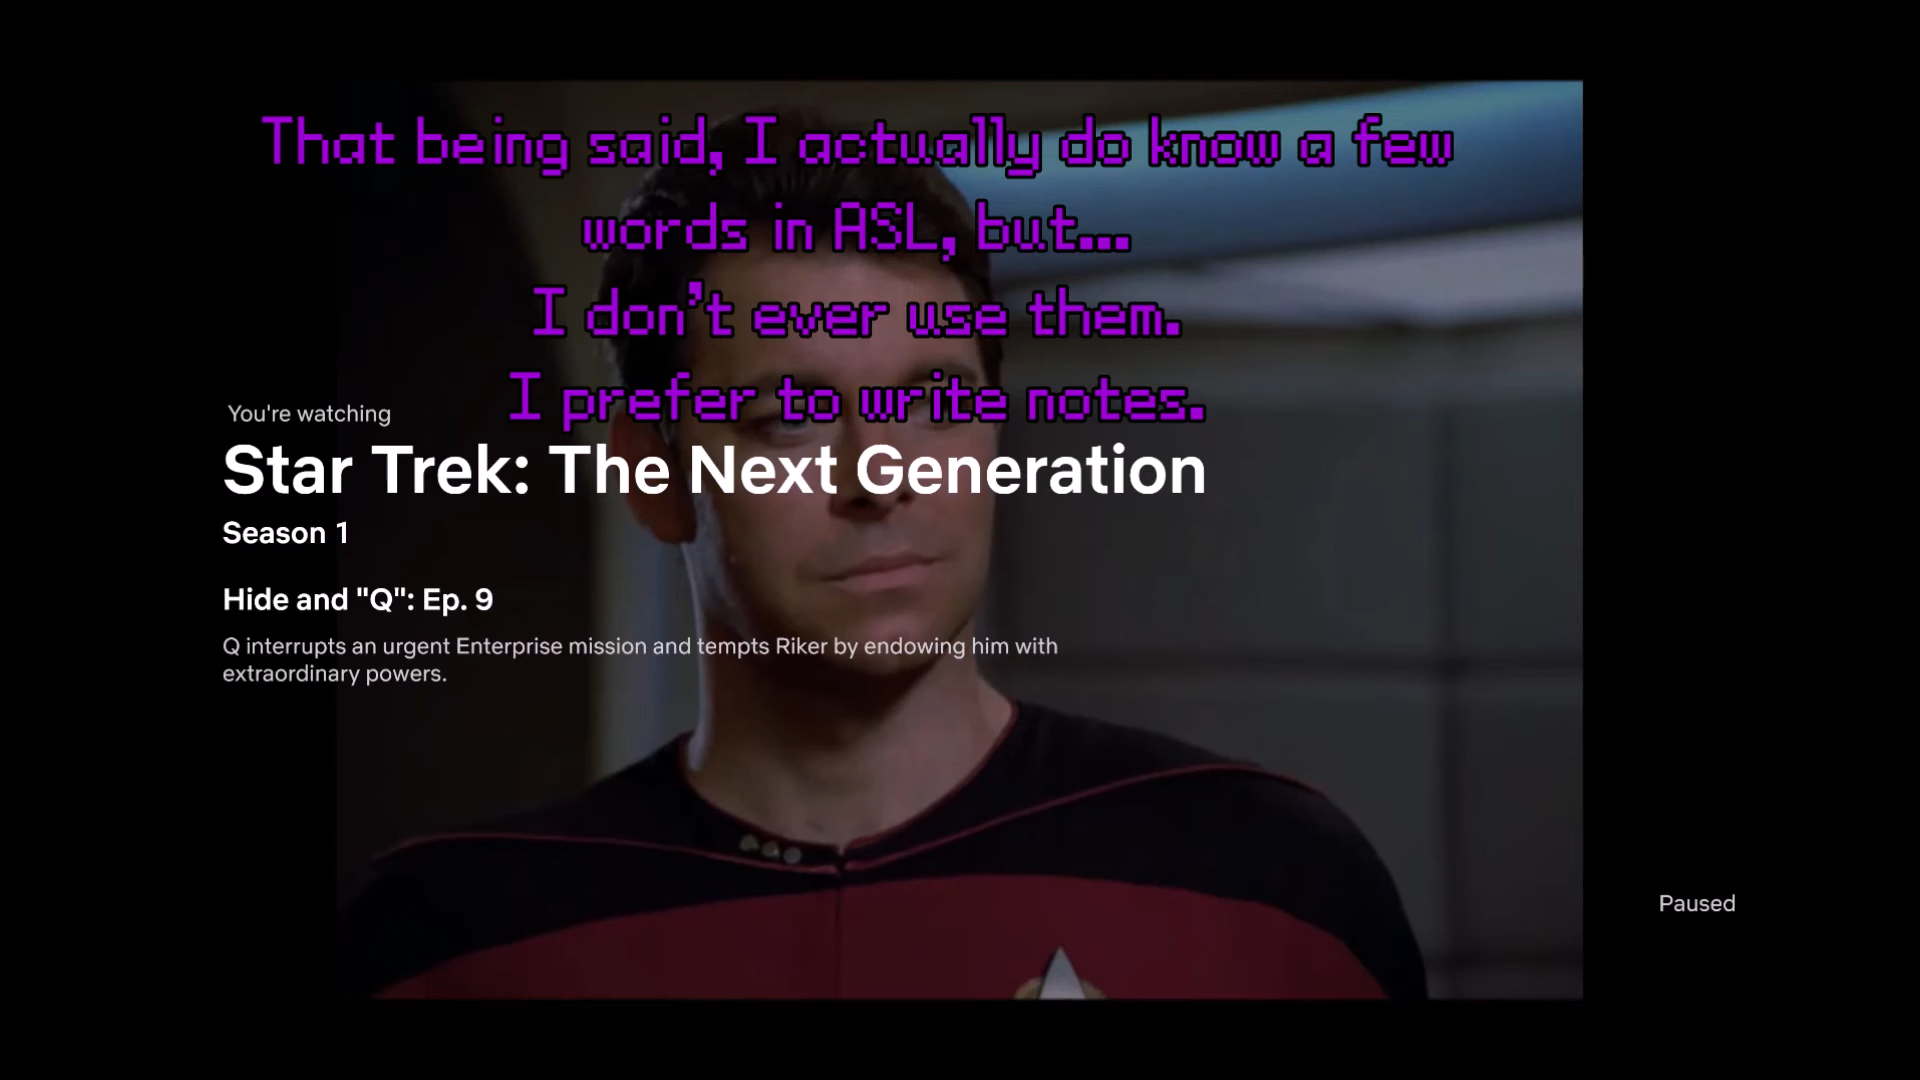 That being said, I actually do know a few
words in ASL, but...
I don't ever use them.
I prefer to write notes.
You're watching
Star Trek: The Next Generation
Season 1
Hide and "Q": Ep. 9
Q interrupts an urgent Enterprise mission and tempts Riker by endowing him with
extraordinary powers.
Paused